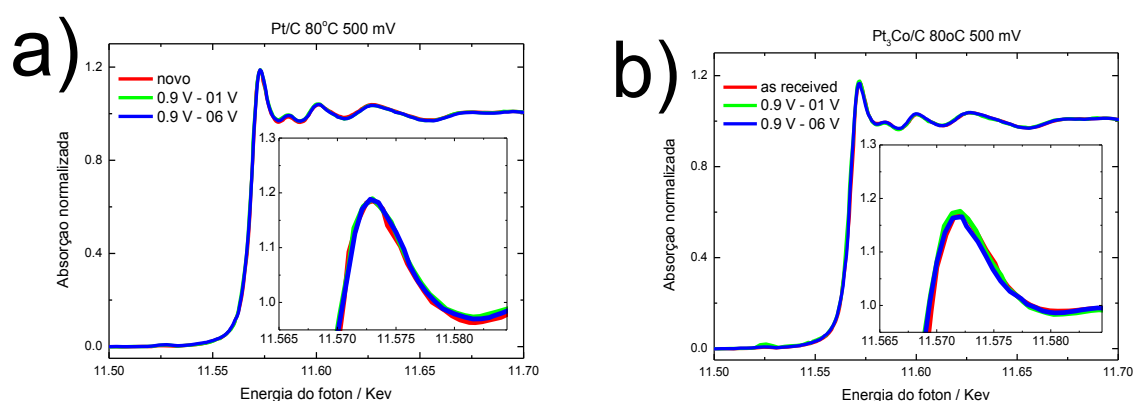 a)
Pt/C 80°C 500 mV
Absorçao normalizada
1.2
0.8
0.4
0.0
novo
0.9 V - 01 V
0.9 V - 06 V
1.3
1.2
1.1
1.0
11.565 11.570 11.575 11.580
11.50 11.55 11.60 11.65 11.70
Energia do foton / Kev
b)
Pt₃Co/C 80oC 500 mV
Absorçao normalizada
1.2
0.8
0.4
0.0
as received
0.9 V - 01 V
0.9 V - 06 V
1.3
1.2
1.1
1.0
11.565 11.570 11.575 11.580
11.50 11.55 11.60 11.65 11.70
Energia do foton / Kev